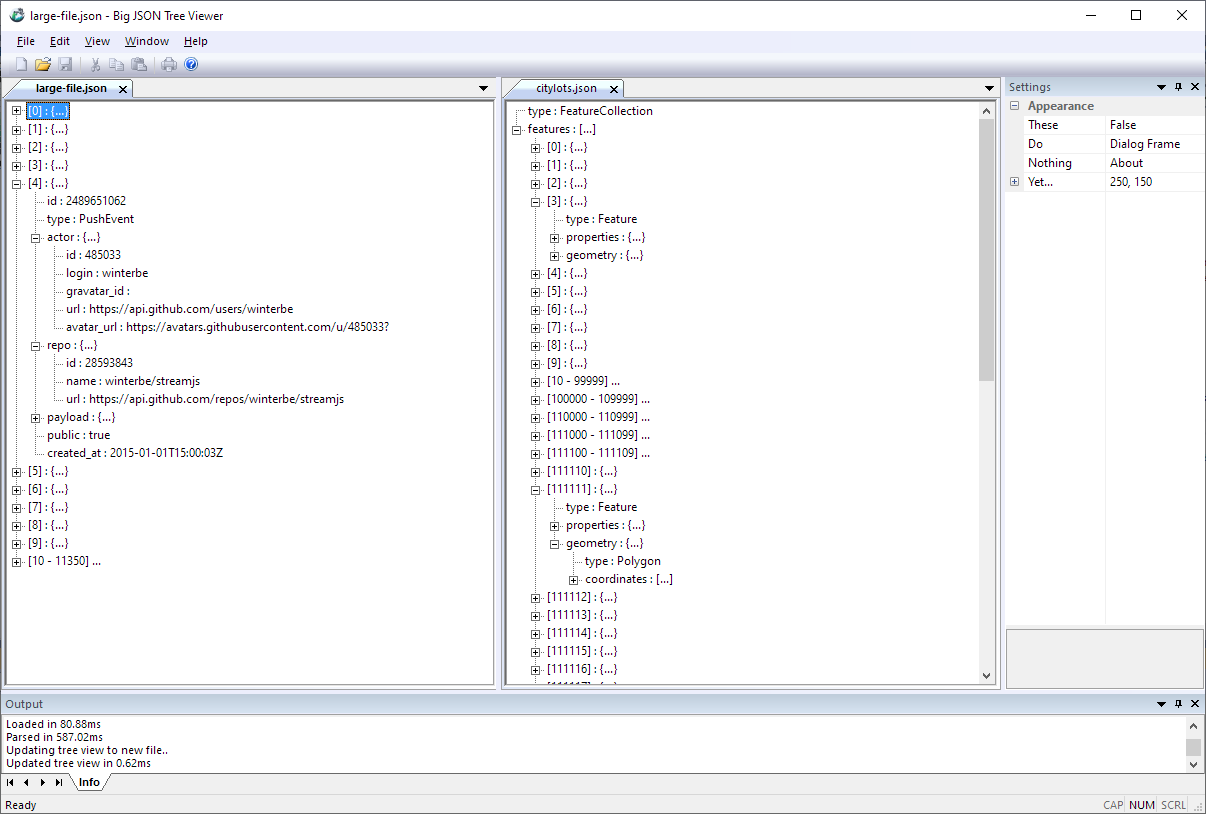 large-file.json - Big JSON Tree Viewer
File Edit View Window Help
large-file.json
[0] : {...}
[1] : {...}
[2] : {...}
[3] : {...}
[4] : {...}
id : 2489651062
type : PushEvent
actor : {...}
id : 485033
login : winterbe
gravatar_id :
url : https://api.github.com/users/winterbe
avatar_url : https://avatars.githubusercontent.com/u/485033?
repo : {...}
id : 28593843
name : winterbe/streamjs
url : https://api.github.com/repos/winterbe/streamjs
payload : {...}
public : true
created_at : 2015-01-01T15:00:03Z
[5] : {...}
[6] : {...}
[7] : {...}
[8] : {...}
[9] : {...}
[10 - 11350] ...
citylots.json
type : FeatureCollection
features : [...]
[0] : {...}
[1] : {...}
[2] : {...}
[3] : {...}
type : Feature
properties : {...}
geometry : {...}
[4] : {...}
[5] : {...}
[6] : {...}
[7] : {...}
[8] : {...}
[9] : {...}
[10 - 99999] ...
[100000 - 109999] ...
[110000 - 110999] ...
[111000 - 111099] ...
[111100 - 111109] ...
[111110] : {...}
[111111] : {...}
type : Feature
properties : {...}
geometry : {...}
type : Polygon
coordinates : [...]
[111112] : {...}
[111113] : {...}
[111114] : {...}
[111115] : {...}
[111116] : {...}
Settings
Appearance
These False
Do Dialog Frame
Nothing About
Yet... 250, 150
Output
Loaded in 80.88ms
Parsed in 587.02ms
Updating tree view to new file..
Updated tree view in 0.62ms
Info
Ready
CAP NUM SCRL